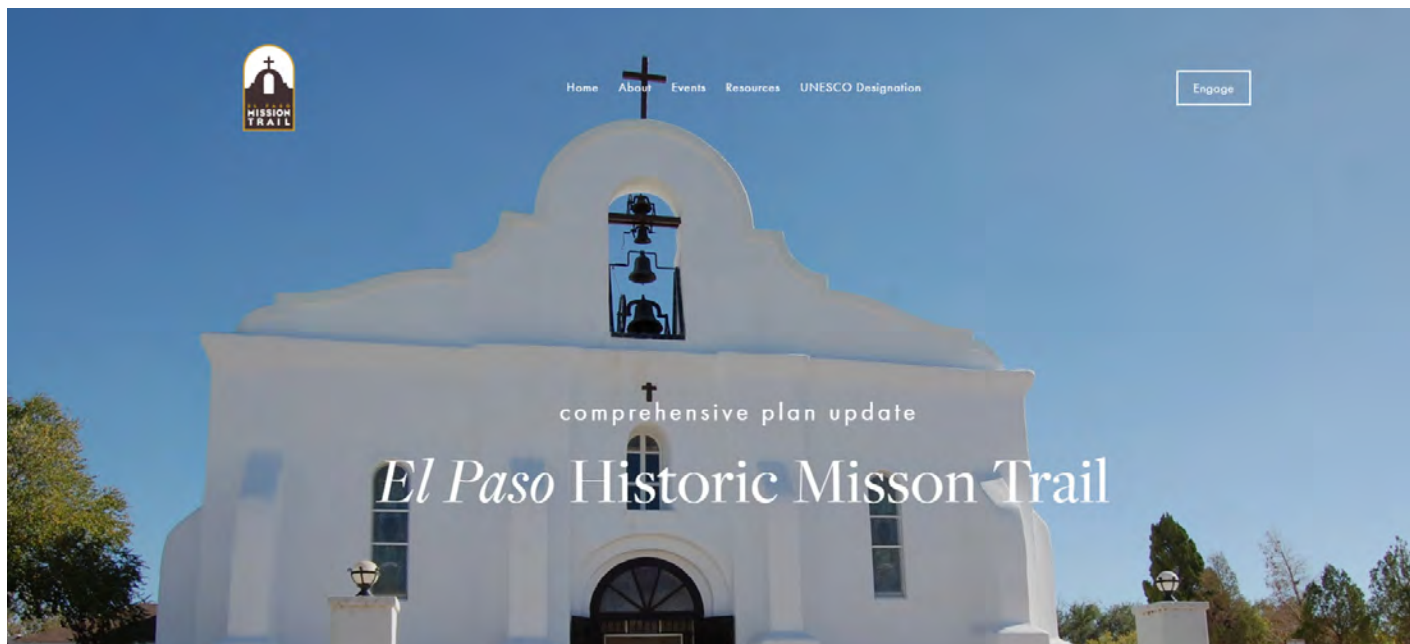 EL PASO
MISSION
TRAIL
Home About Events Resources UNESCO Designation
Engage
comprehensive plan update
El Paso Historic Misson Trail